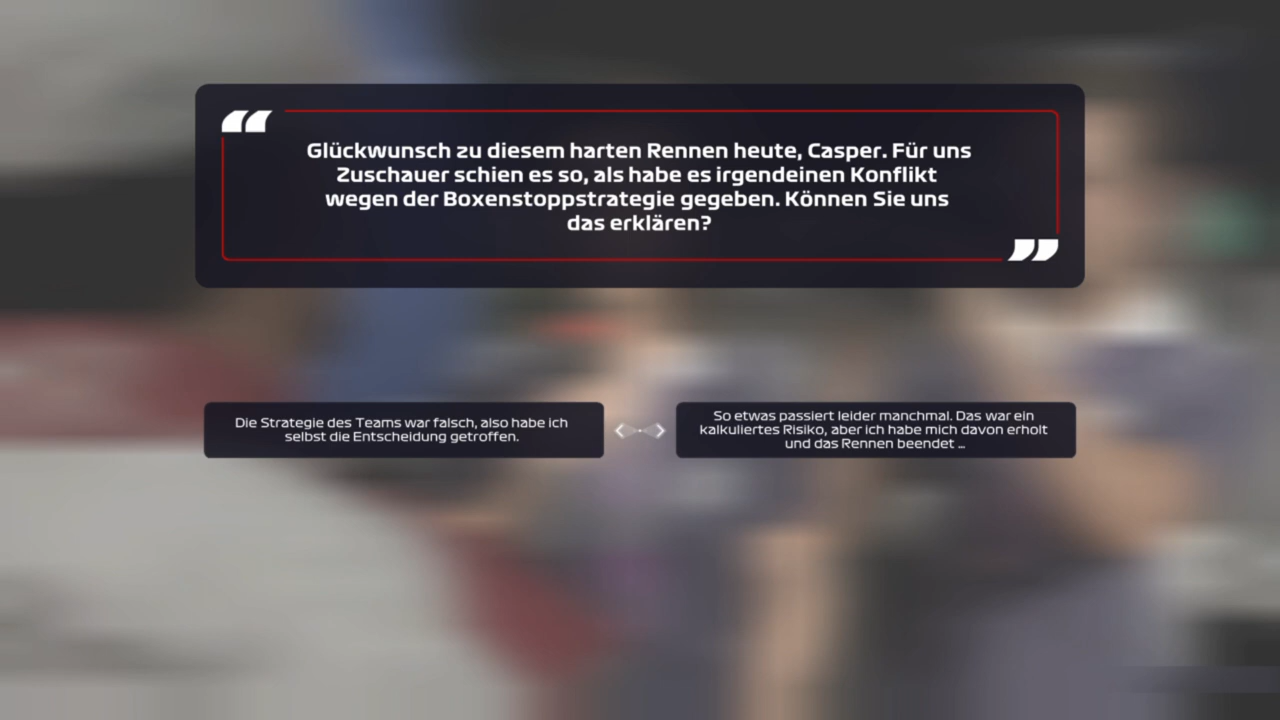 Glückwunsch zu diesem harten Rennen heute, Casper. Für uns
Zuschauer schien es so, als habe es irgendeinen Konflikt
wegen der Boxenstoppstrategie gegeben. Können Sie uns
das erklären?
Die Strategie des Teams war falsch, also habe ich
selbst die Entscheidung getroffen.
So etwas passiert leider manchmal. Das war ein
kalkuliertes Risiko, aber ich habe mich davon erholt
und das Rennen beendet ...